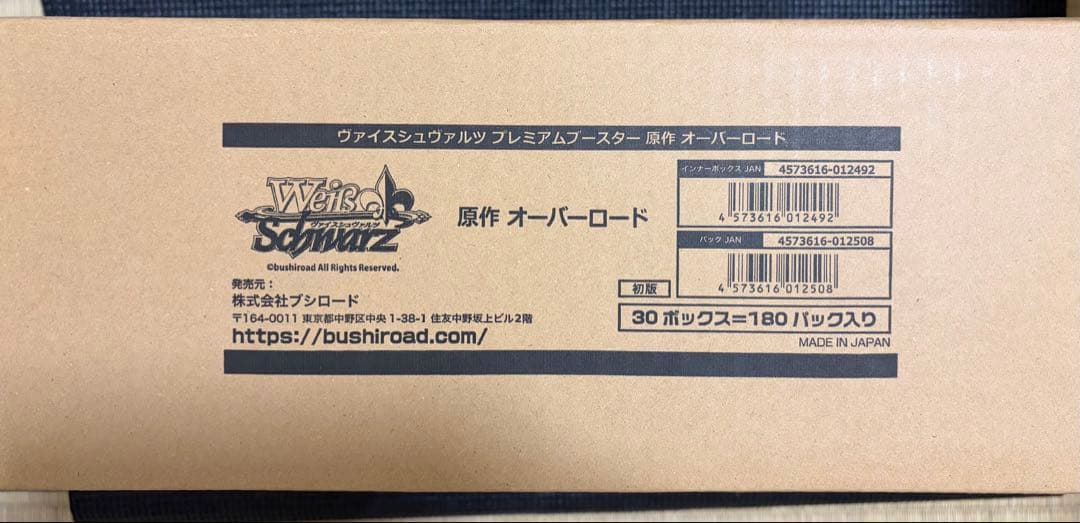 ヴァイスシュヴァルツ プレミアムブースター 原作 オーバーロード
Weiß
ヴァイスシュヴァルツ
Schwarz
©bushiroad All Rights Reserved.
原作 オーバーロード
インナーボックス JAN 4573616-012492
4 573616 012492
パック JAN 4573616-012508
4 573616 012508
発売元：
株式会社ブシロード
〒164-0011 東京都中野区中央 1-38-1 住友中野坂上ビル2階
https://bushiroad.com/
初版
30 ボックス=180 パック入り
MADE IN JAPAN